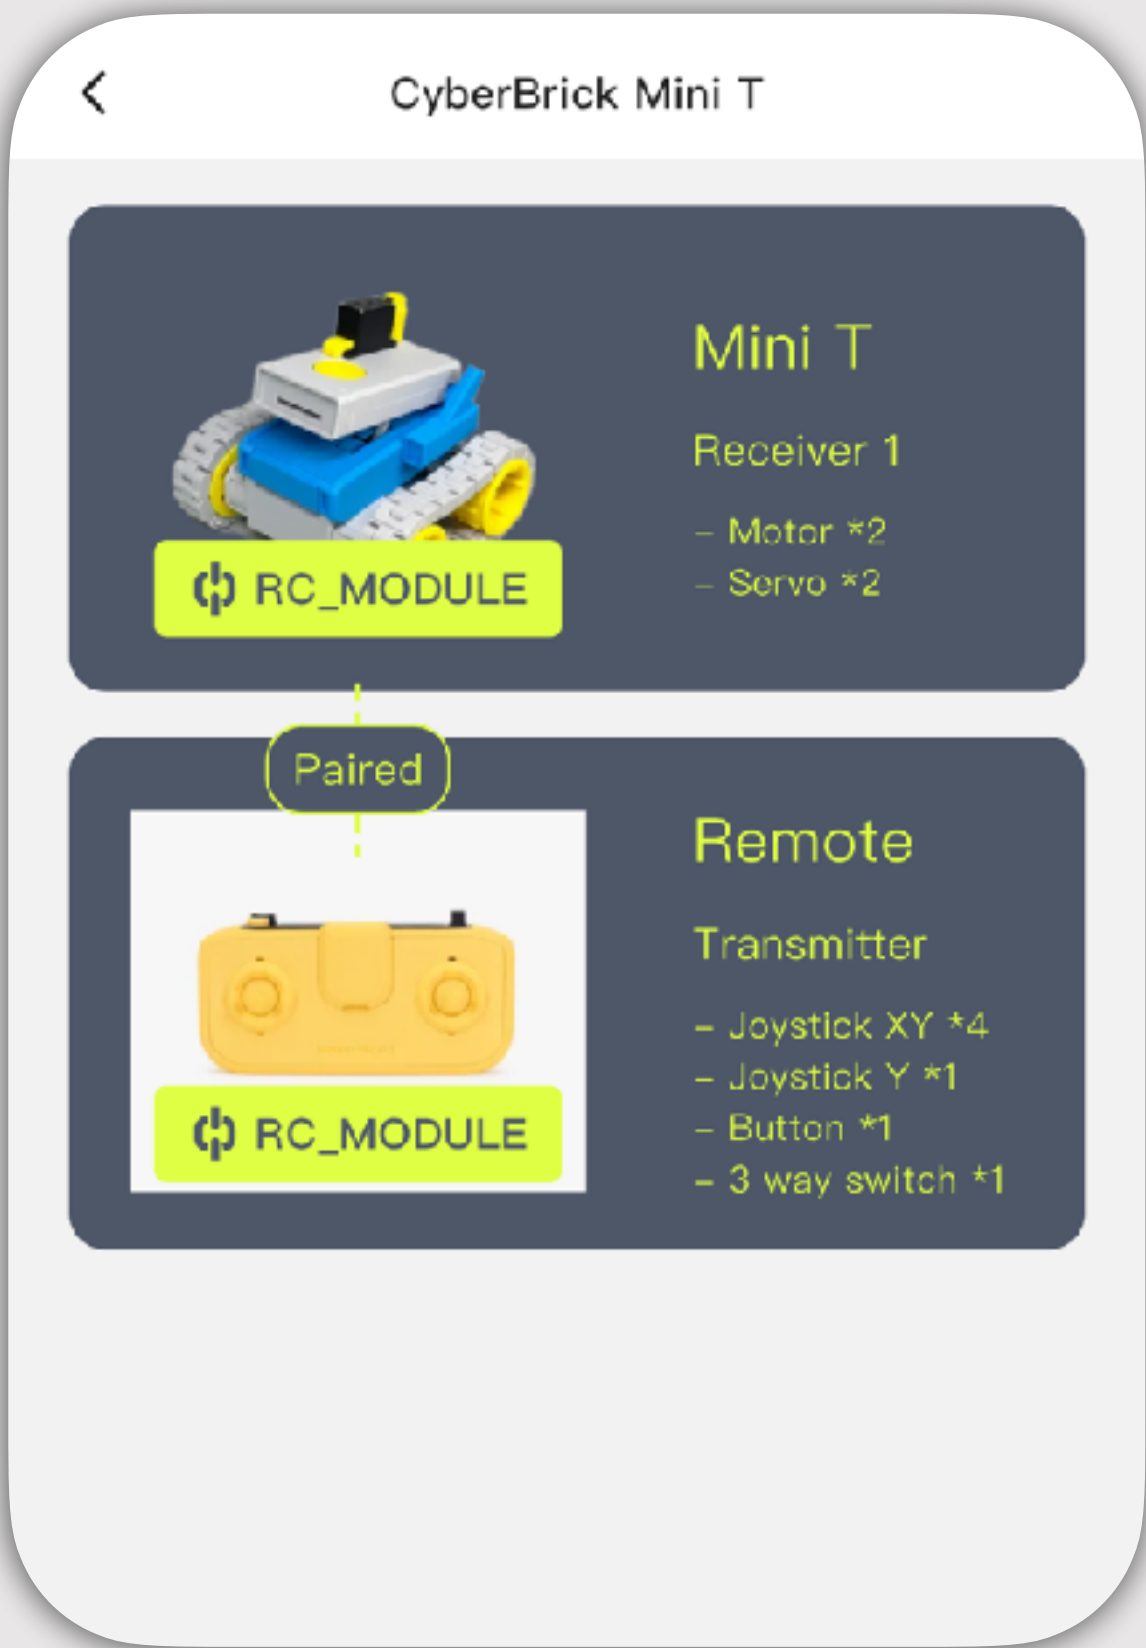 CyberBrick Mini T
Mini T
Receiver 1
– Motor *2
– Servo *2
RC_MODULE
Paired
Remote
Transmitter
– Joystick XY *4
– Joystick Y *1
– Button *1
– 3 way switch *1
RC_MODULE